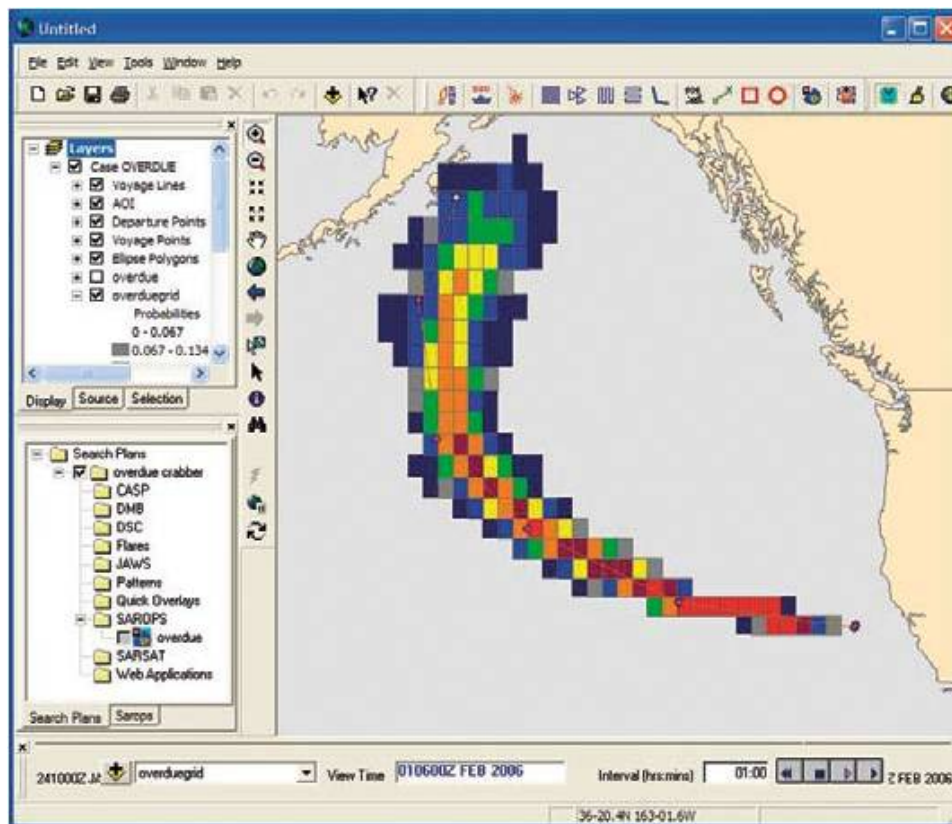 Untitled
File Edit View Tools Window Help
Layers
Case OVERDUE
Voyage Lines
AOI
Departure Points
Voyage Points
Ellipse Polygons
overdue
overduegrid
Probabilities
0 - 0.067
0.067 - 0.134
Display Source Selection
Search Plans
overdue crabber
CASP
DMB
DSC
Flares
JAWS
Patterns
Quick Overlays
SAROPS
overdue
SARSAT
Web Applications
Search Plans Sarops
241000Z overduegrid View Time 010600Z FEB 2006 Interval (hrs:mins) 01:00 Z FEB 2006
36-20.4N 163-01.6W